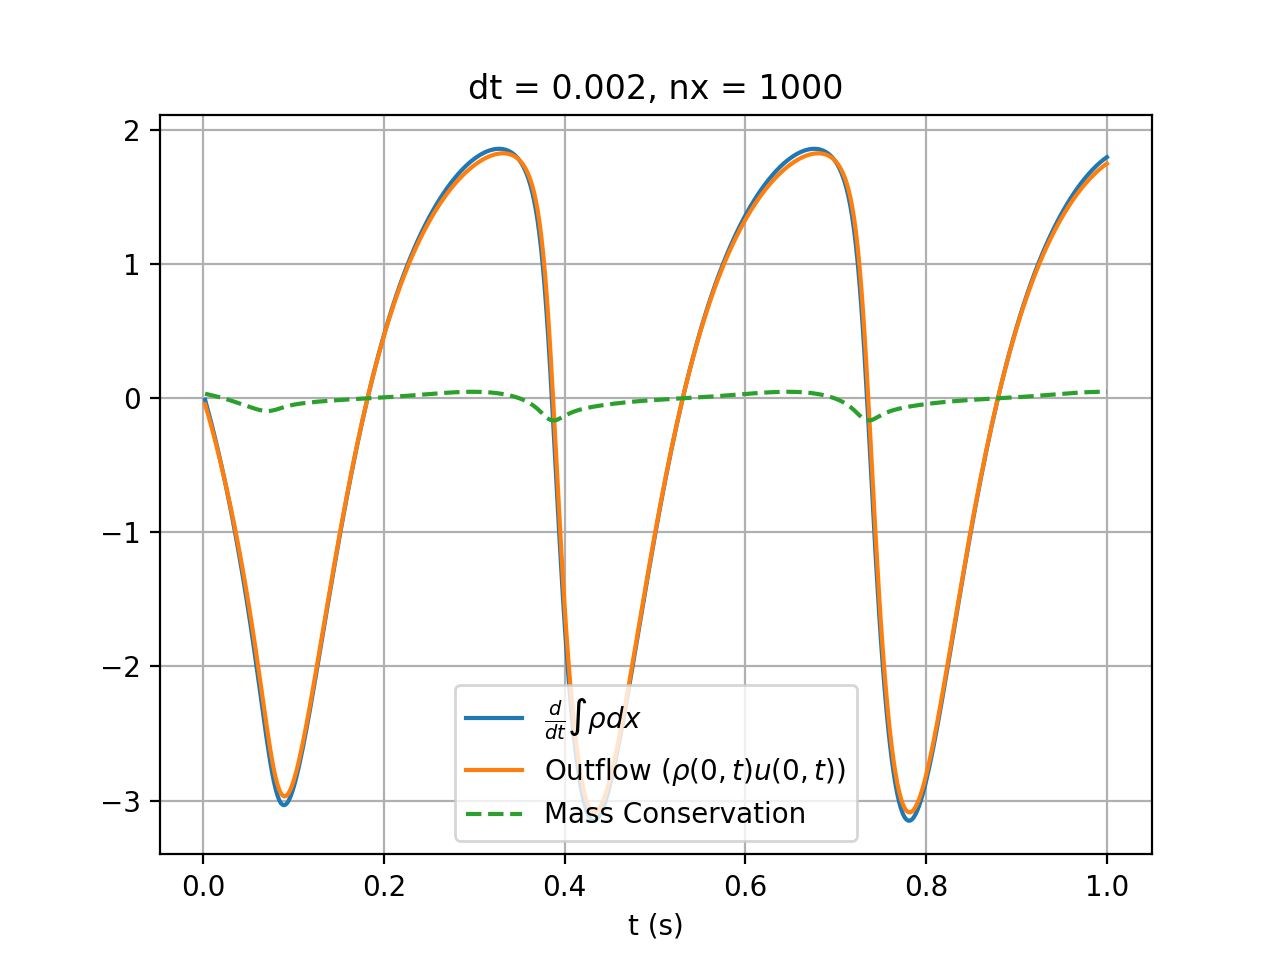 dt = 0.002, nx = 1000
2
1
0
−1
−2
−3
d/dt ∫ρdx
Outflow (ρ(0, t)u(0, t))
Mass Conservation
0.0 0.2 0.4 0.6 0.8 1.0
t (s)